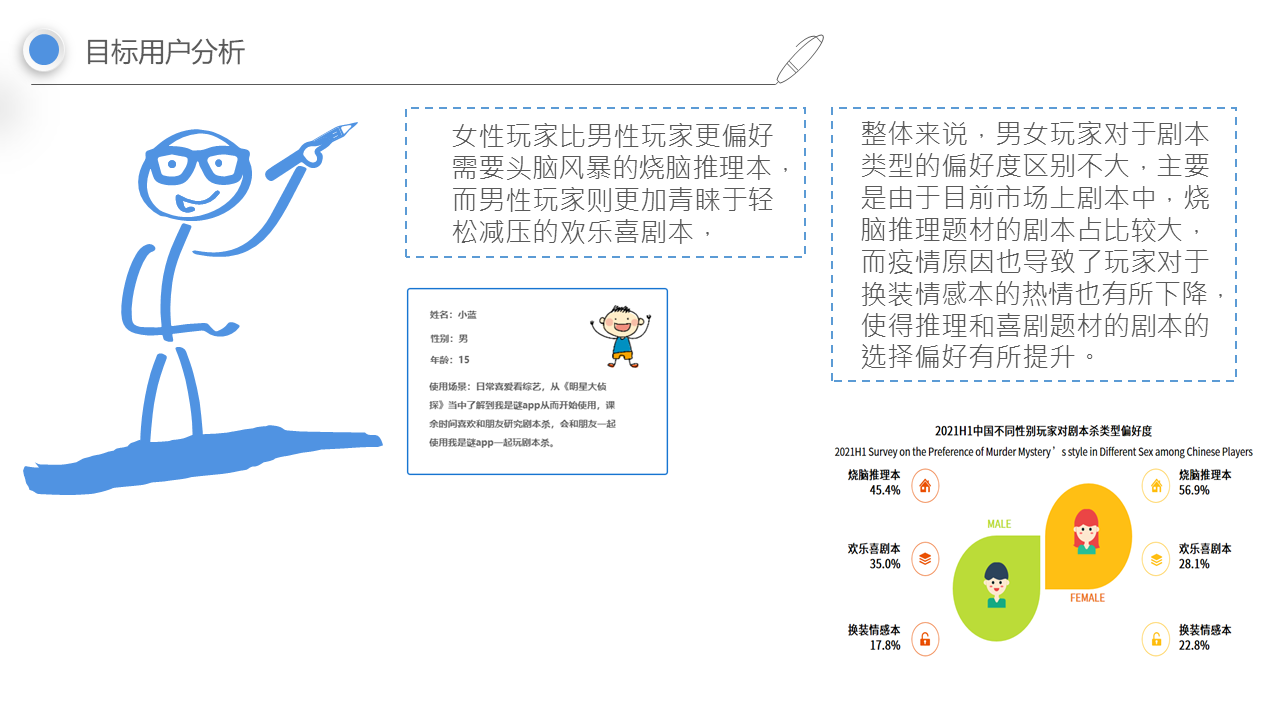 目标用户分析
女性玩家比男性玩家更偏好
需要头脑风暴的烧脑推理本，
而男性玩家则更加青睐于轻
松减压的欢乐喜剧本，
整体来说，男女玩家对于剧本
类型的偏好度区别不大，主要
是由于目前市场上剧本中，烧
脑推理题材的剧本占比较大，
而疫情原因也导致了玩家对于
换装情感本的热情也有所下降，
使得推理和喜剧题材的剧本的
选择偏好有所提升。
姓名：小蓝
性别：男
年龄：15
使用场景：日常喜爱看综艺，从《明星大侦
探》当中了解到我是谜app从而开始使用，课
余时间喜欢和朋友研究剧本杀，会和朋友一起
使用我是谜app一起玩剧本杀。
2021H1中国不同性别玩家对剧本杀类型偏好度
2021H1 Survey on the Preference of Murder Mystery’s style in Different Sex among Chinese Players
烧脑推理本
45.4%
欢乐喜剧本
35.0%
换装情感本
17.8%
MALE
FEMALE
烧脑推理本
56.9%
欢乐喜剧本
28.1%
换装情感本
22.8%